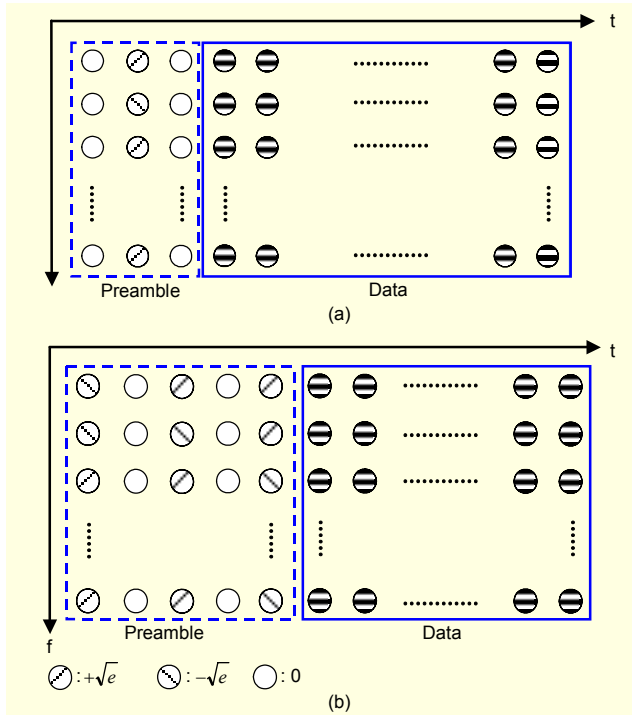 t
Preamble
Data
(a)
t
Preamble
Data
f
: +√e : −√e : 0
(b)